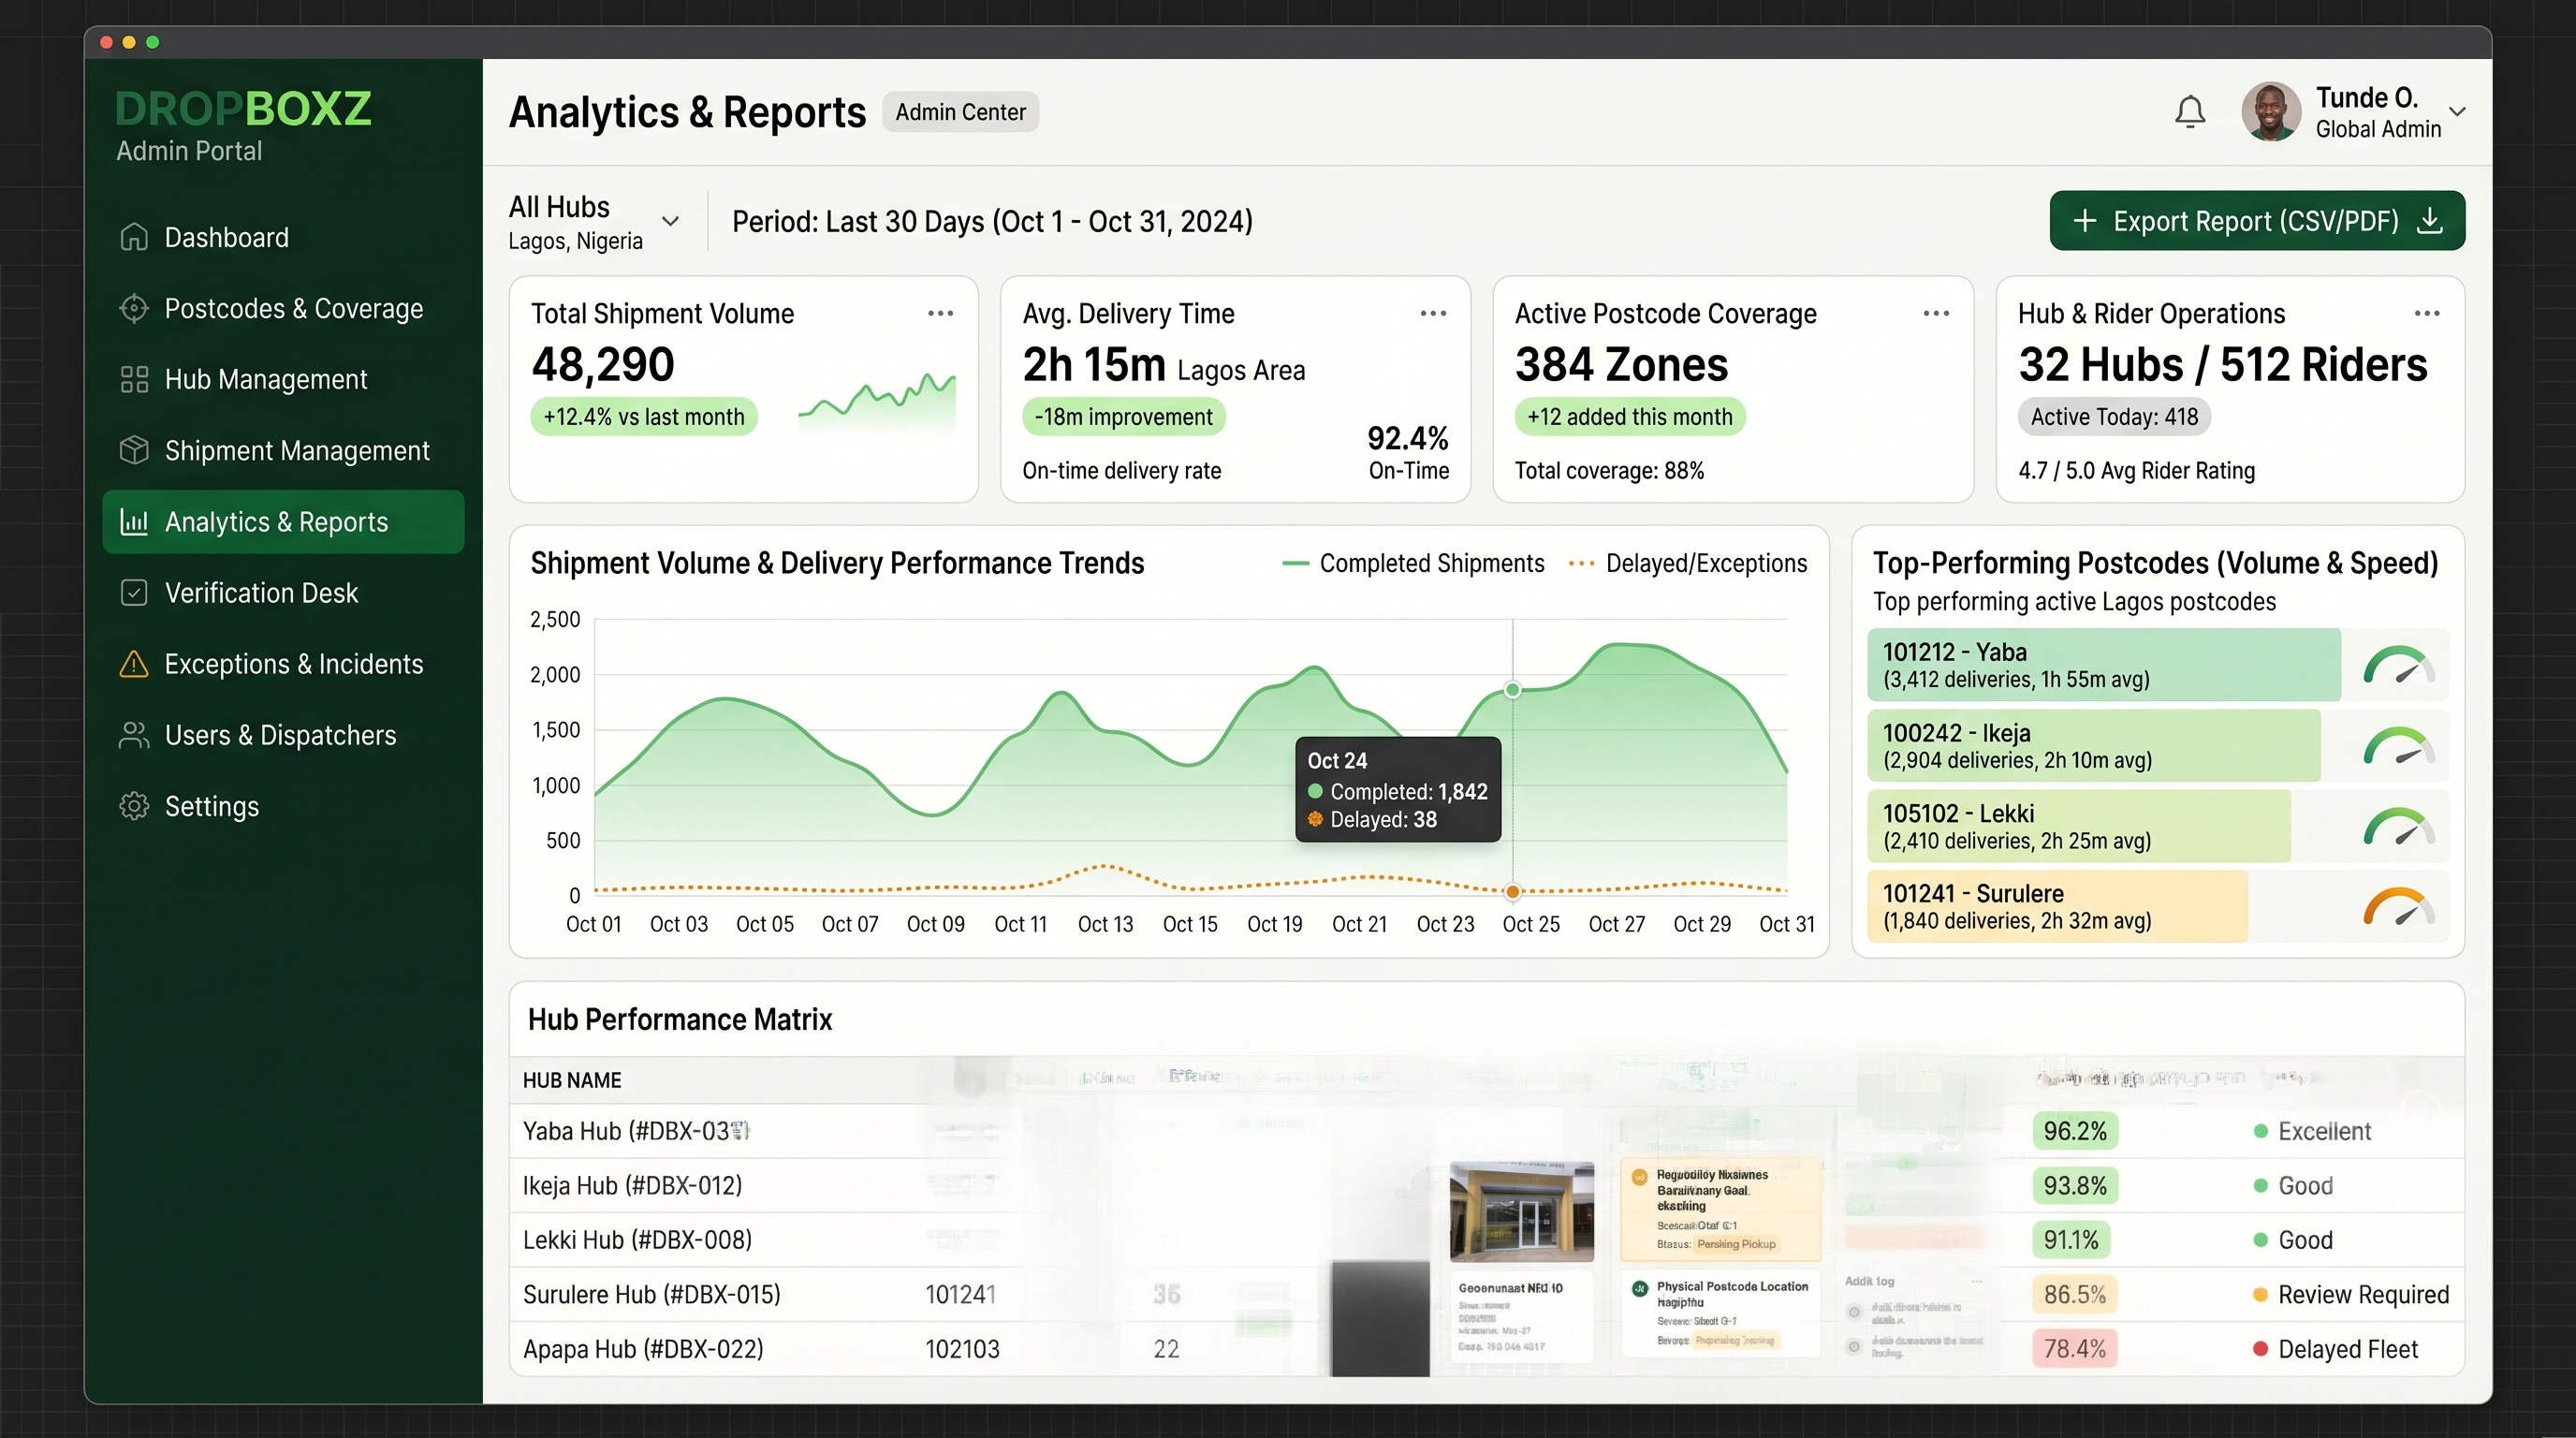 DROPBOXZ
Admin Portal
Dashboard
Postcodes & Coverage
Hub Management
Shipment Management
Analytics & Reports
Verification Desk
Exceptions & Incidents
Users & Dispatchers
Settings
Analytics & Reports
Admin Center
Tunde O.
Global Admin
All Hubs
Lagos, Nigeria
Period: Last 30 Days (Oct 1 - Oct 31, 2024)
Export Report (CSV/PDF)
Total Shipment Volume
48,290
+12.4% vs last month
Avg. Delivery Time
2h 15m Lagos Area
-18m improvement
On-time delivery rate
92.4%
On-Time
Active Postcode Coverage
384 Zones
+12 added this month
Total coverage: 88%
Hub & Rider Operations
32 Hubs / 512 Riders
Active Today: 418
4.7 / 5.0 Avg Rider Rating
Shipment Volume & Delivery Performance Trends
Completed Shipments
Delayed/Exceptions
2,500
2,000
1,500
1,000
500
0
Oct 24
Completed: 1,842
Delayed: 38
Oct 01 Oct 03 Oct 05 Oct 07 Oct 09 Oct 11 Oct 13 Oct 15 Oct 19 Oct 21 Oct 23 Oct 25 Oct 27 Oct 29 Oct 31
Top-Performing Postcodes (Volume & Speed)
Top performing active Lagos postcodes
101212 - Yaba
(3,412 deliveries, 1h 55m avg)
100242 - Ikeja
(2,904 deliveries, 2h 10m avg)
105102 - Lekki
(2,410 deliveries, 2h 25m avg)
101241 - Surulere
(1,840 deliveries, 2h 32m avg)
Hub Performance Matrix
HUB NAME
Yaba Hub 96.2% Excellent
Ikeja Hub (#DBX-012) 93.8% Good
Lekki Hub (#DBX-008) 91.1% Good
Surulere Hub (#DBX-015) 101241 36 86.5% Review Required
Apapa Hub (#DBX-022) 102103 22 78.4% Delayed Fleet
Physical Postcoda Location